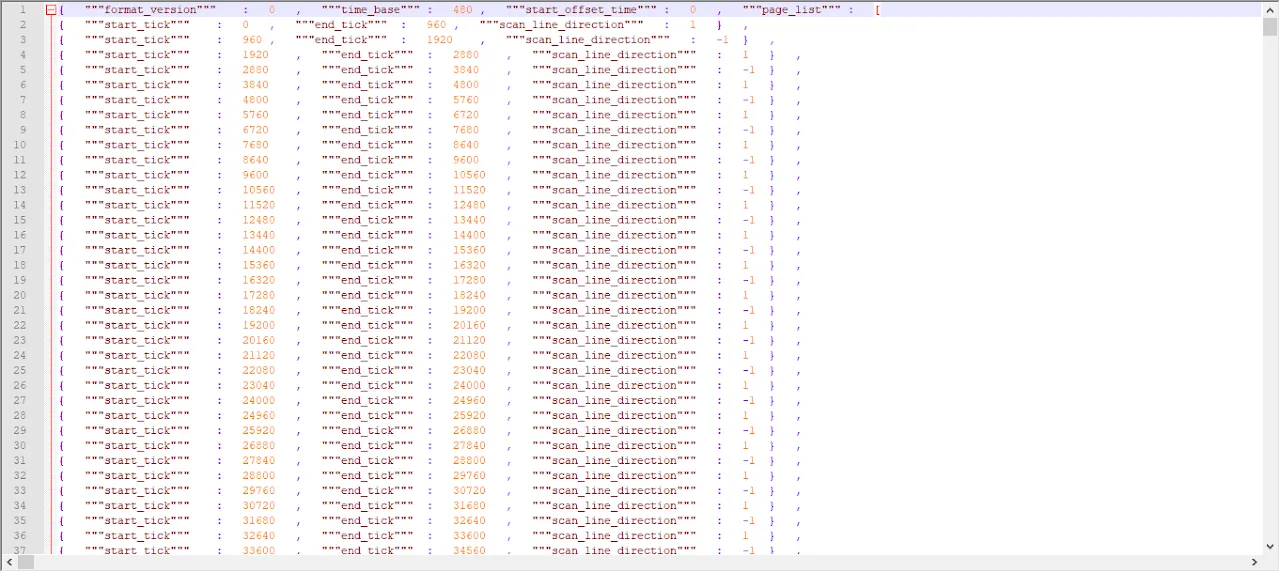 1 { """format_version""" : 0 , """time_base""" : 480 , """start_offset_time""" : 0 , """page_list""" : [
2 { """start_tick""" : 0 , """end_tick""" : 960 , """scan_line_direction""" : 1 } ,
3 { """start_tick""" : 960 , """end_tick""" : 1920 , """scan_line_direction""" : -1 } ,
4 { """start_tick""" : 1920 , """end_tick""" : 2880 , """scan_line_direction""" : 1 } ,
5 { """start_tick""" : 2880 , """end_tick""" : 3840 , """scan_line_direction""" : -1 } ,
6 { """start_tick""" : 3840 , """end_tick""" : 4800 , """scan_line_direction""" : 1 } ,
7 { """start_tick""" : 4800 , """end_tick""" : 5760 , """scan_line_direction""" : -1 } ,
8 { """start_tick""" : 5760 , """end_tick""" : 6720 , """scan_line_direction""" : 1 } ,
9 { """start_tick""" : 6720 , """end_tick""" : 7680 , """scan_line_direction""" : -1 } ,
10 { """start_tick""" : 7680 , """end_tick""" : 8640 , """scan_line_direction""" : 1 } ,
11 { """start_tick""" : 8640 , """end_tick""" : 9600 , """scan_line_direction""" : -1 } ,
12 { """start_tick""" : 9600 , """end_tick""" : 10560 , """scan_line_direction""" : 1 } ,
13 { """start_tick""" : 10560 , """end_tick""" : 11520 , """scan_line_direction""" : -1 } ,
14 { """start_tick""" : 11520 , """end_tick""" : 12480 , """scan_line_direction""" : 1 } ,
15 { """start_tick""" : 12480 , """end_tick""" : 13440 , """scan_line_direction""" : -1 } ,
16 { """start_tick""" : 13440 , """end_tick""" : 14400 , """scan_line_direction""" : 1 } ,
17 { """start_tick""" : 14400 , """end_tick""" : 15360 , """scan_line_direction""" : -1 } ,
18 { """start_tick""" : 15360 , """end_tick""" : 16320 , """scan_line_direction""" : 1 } ,
19 { """start_tick""" : 16320 , """end_tick""" : 17280 , """scan_line_direction""" : -1 } ,
20 { """start_tick""" : 17280 , """end_tick""" : 18240 , """scan_line_direction""" : 1 } ,
21 { """start_tick""" : 18240 , """end_tick""" : 19200 , """scan_line_direction""" : -1 } ,
22 { """start_tick""" : 19200 , """end_tick""" : 20160 , """scan_line_direction""" : 1 } ,
23 { """start_tick""" : 20160 , """end_tick""" : 21120 , """scan_line_direction""" : -1 } ,
24 { """start_tick""" : 21120 , """end_tick""" : 22080 , """scan_line_direction""" : 1 } ,
25 { """start_tick""" : 22080 , """end_tick""" : 23040 , """scan_line_direction""" : -1 } ,
26 { """start_tick""" : 23040 , """end_tick""" : 24000 , """scan_line_direction""" : 1 } ,
27 { """start_tick""" : 24000 , """end_tick""" : 24960 , """scan_line_direction""" : -1 } ,
28 { """start_tick""" : 24960 , """end_tick""" : 25920 , """scan_line_direction""" : 1 } ,
29 { """start_tick""" : 25920 , """end_tick""" : 26880 , """scan_line_direction""" : -1 } ,
30 { """start_tick""" : 26880 , """end_tick""" : 27840 , """scan_line_direction""" : 1 } ,
31 { """start_tick""" : 27840 , """end_tick""" : 28800 , """scan_line_direction""" : -1 } ,
32 { """start_tick""" : 28800 , """end_tick""" : 29760 , """scan_line_direction""" : 1 } ,
33 { """start_tick""" : 29760 , """end_tick""" : 30720 , """scan_line_direction""" : -1 } ,
34 { """start_tick""" : 30720 , """end_tick""" : 31680 , """scan_line_direction""" : 1 } ,
35 { """start_tick""" : 31680 , """end_tick""" : 32640 , """scan_line_direction""" : -1 } ,
36 { """start_tick""" : 32640 , """end_tick""" : 33600 , """scan_line_direction""" : 1 } ,
37 { """start_tick""" : 33600 , """end_tick""" : 34560 , """scan_line_direction""" : -1 } ,